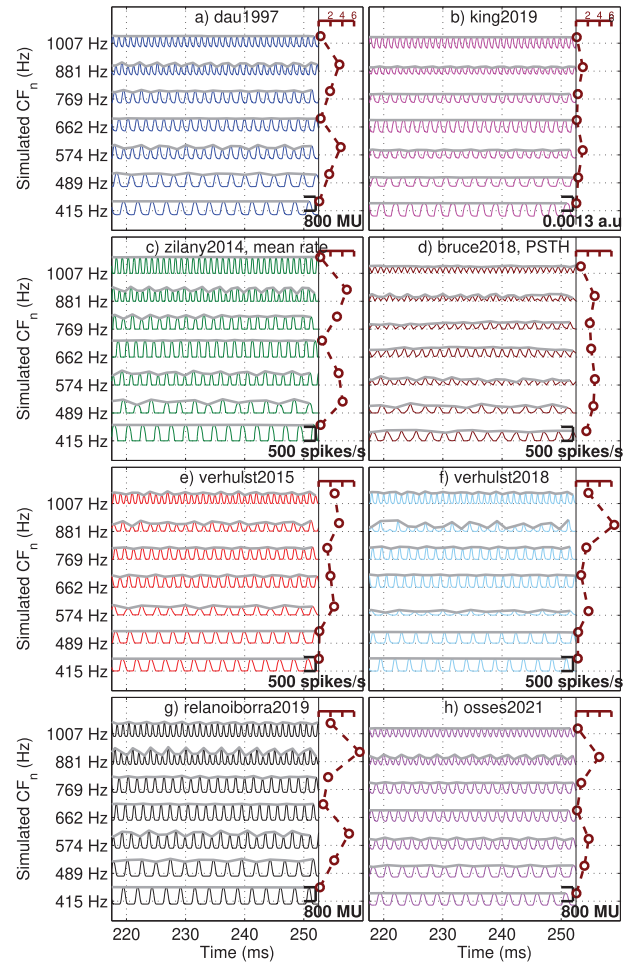 a) dau1997
2 4 6
b) king2019
2 4 6
Simulated CFn (Hz)
1007 Hz
881 Hz
769 Hz
662 Hz
574 Hz
489 Hz
415 Hz
800 MU
0.0013 a.u
c) zilany2014, mean rate
d) bruce2018, PSTH
Simulated CFn (Hz)
1007 Hz
881 Hz
769 Hz
662 Hz
574 Hz
489 Hz
415 Hz
500 spikes/s
500 spikes/s
e) verhulst2015
f) verhulst2018
Simulated CFn (Hz)
1007 Hz
881 Hz
769 Hz
662 Hz
574 Hz
489 Hz
415 Hz
500 spikes/s
500 spikes/s
g) relanoiborra2019
h) osses2021
Simulated CFn (Hz)
1007 Hz
881 Hz
769 Hz
662 Hz
574 Hz
489 Hz
415 Hz
800 MU
800 MU
220 230 240 250
220 230 240 250
Time (ms)
Time (ms)